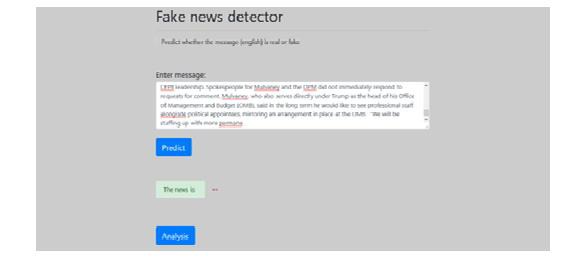 Fake news detector
Predict whether the message (english) is real or fake
Enter message:
CFPB leadership. Spokespeople for Mulvaney and the OPM did not immediately respond to
requests for comment. Mulvaney, who also serves directly under Trump as the head of his Office
of Management and Budget (OMB), said in the long term he would like to see professional staff
alongside political appointees, mirroring an arrangement in place at the OMB. "We will be
staffing up with more permane
Predict
The news is
Analysis